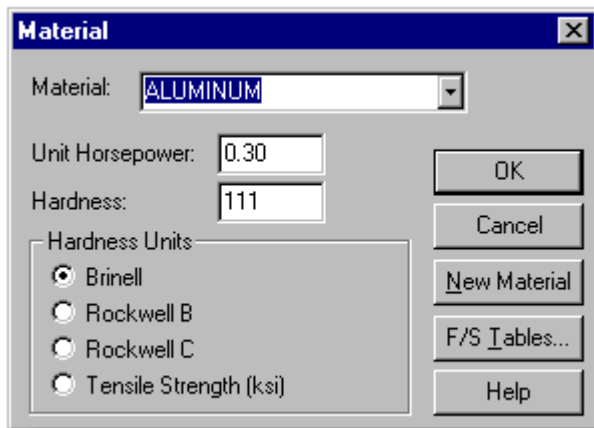 Material
Material: ALUMINUM
Unit Horsepower: 0.30
Hardness: 111
Hardness Units
Brinell
Rockwell B
Rockwell C
Tensile Strength (ksi)
OK
Cancel
New Material
F/S Tables...
Help